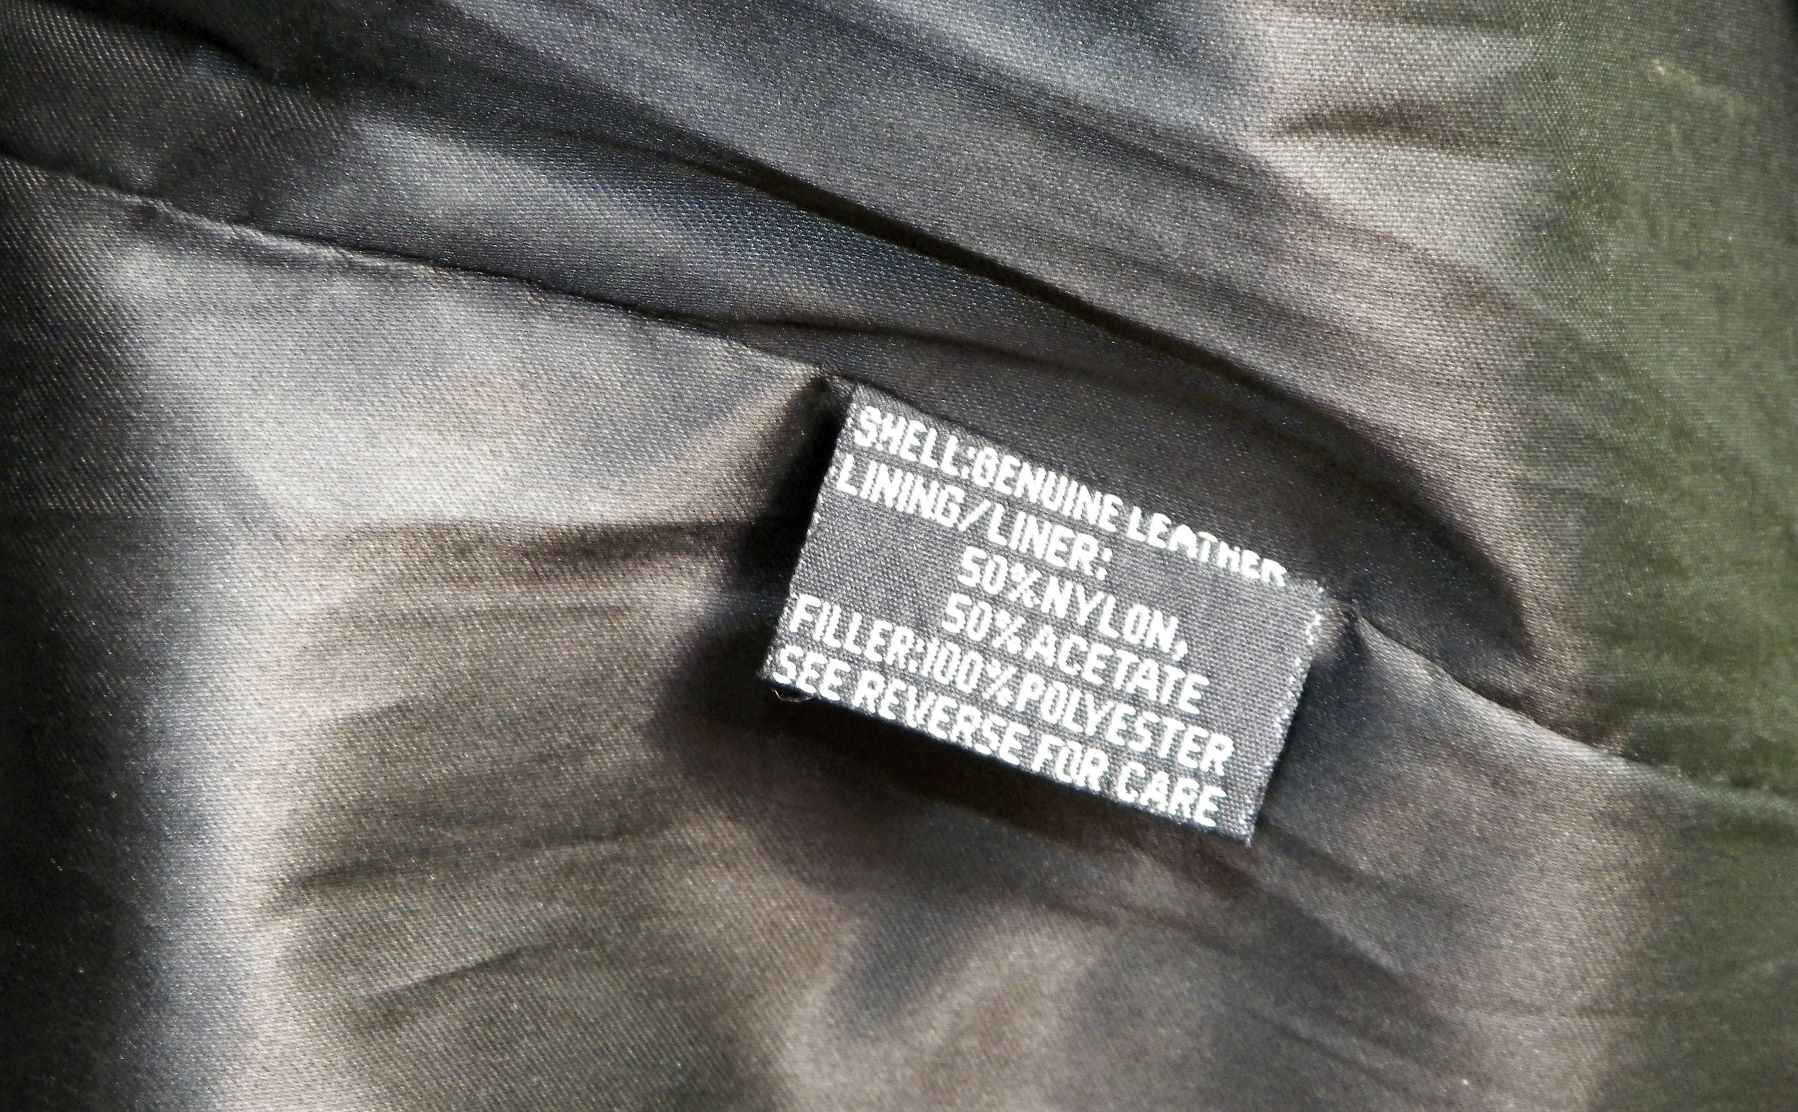 SHELL:GENUINE LEATHER
LINING/LINER:
50%NYLON,
50%ACETATE
FILLER:100%POLYESTER
SEE REVERSE FOR CARE